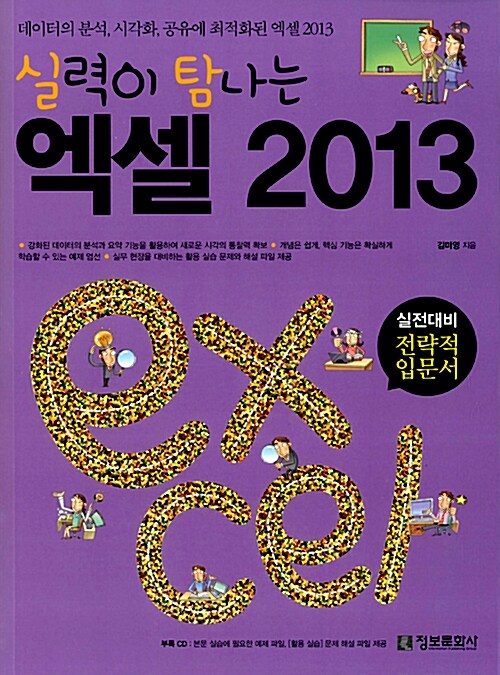 데이터의 분석, 시각화, 공유에 최적화된 엑셀 2013
실력이 탐나는
엑셀 2013
● 강화된 데이터의 분석과 요약 기능을 활용하여 새로운 시각의 통찰력 확보 ● 개념은 쉽게, 핵심 기능은 확실하게
학습할 수 있는 예제 엄선 ● 실무 현장을 대비하는 활용 실습 문제와 해설 파일 제공
김미영 지음
실전대비
전략적
입문서
ex
cel
부록 CD : 본문 실습에 필요한 예제 파일, [활용 실습] 문제 해설 파일 제공
정보문화사